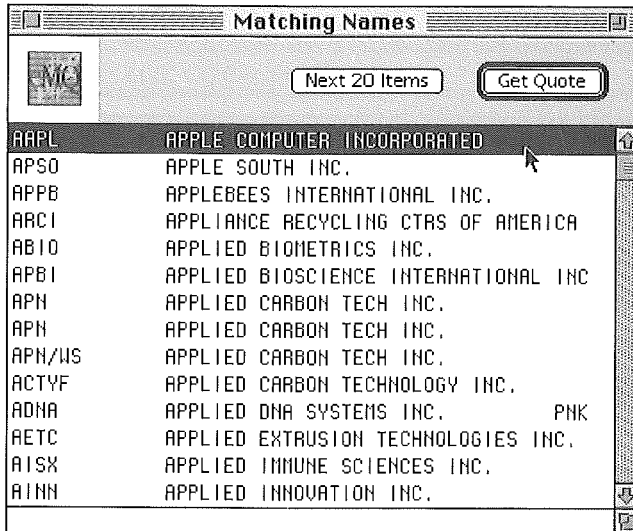 Matching Names
MQ
Next 20 Items
Get Quote
AAPL APPLE COMPUTER INCORPORATED
APSO APPLE SOUTH INC.
APPB APPLEBEES INTERNATIONAL INC.
ARCI APPLIANCE RECYCLING CTRS OF AMERICA
ABIO APPLIED BIOMETRICS INC.
APBI APPLIED BIOSCIENCE INTERNATIONAL INC
APN APPLIED CARBON TECH INC.
APN APPLIED CARBON TECH INC.
APN/WS APPLIED CARBON TECH INC.
ACTYF APPLIED CARBON TECHNOLOGY INC.
ADNA APPLIED DNA SYSTEMS INC. PNK
AETC APPLIED EXTRUSION TECHNOLOGIES INC.
AISX APPLIED IMMUNE SCIENCES INC.
AINN APPLIED INNOVATION INC.